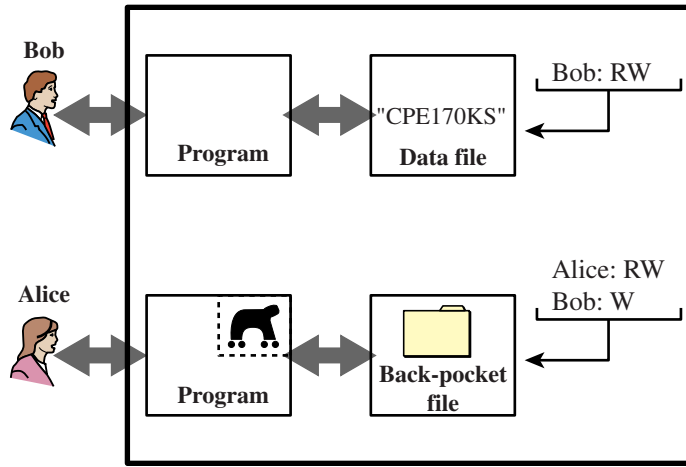 Bob
Program
"CPE170KS"
Data file
Bob: RW
Alice
Program
Back-pocket
file
Alice: RW
Bob: W